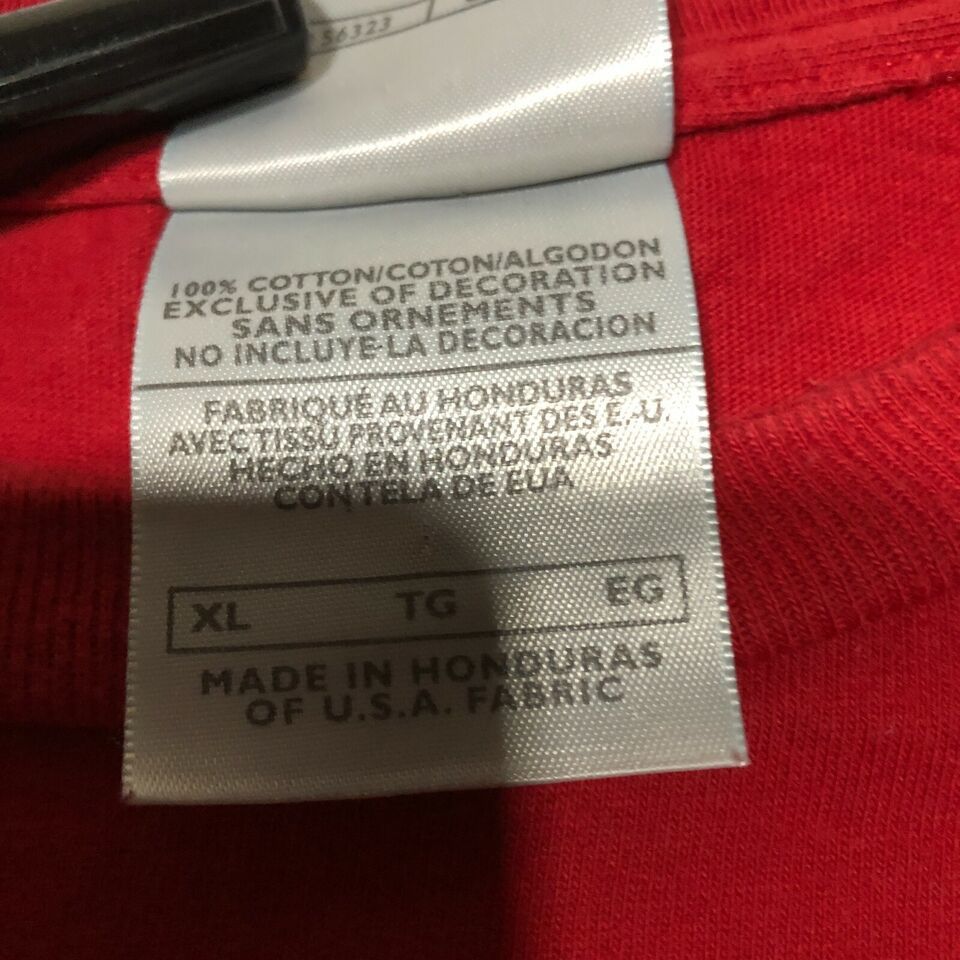 56323
100% COTTON/COTON/ALGODON
EXCLUSIVE OF DECORATION
SANS ORNEMENTS
NO INCLUYE LA DECORACION
FABRIQUÉ AU HONDURAS
AVEC TISSU PROVENANT DES E.-U.
HECHO EN HONDURAS
CON TELA DE EUA
XL TG EG
MADE IN HONDURAS
OF U.S.A. FABRIC